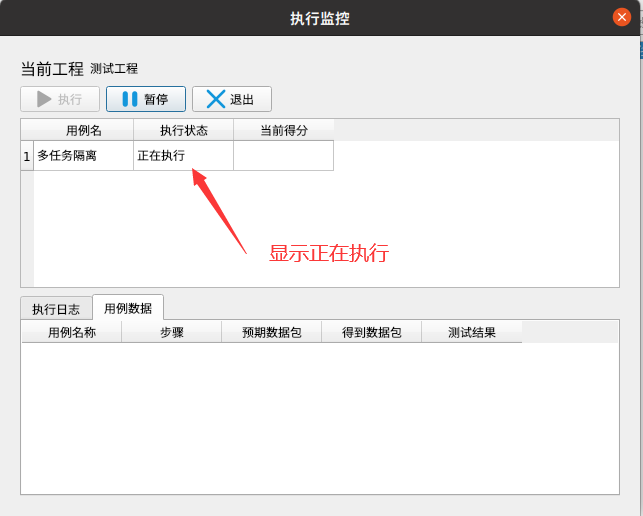 执行监控
当前工程 测试工程
执行 暂停 退出
用例名 执行状态 当前得分
1 多任务隔离 正在执行
显示正在执行
执行日志 用例数据
用例名称 步骤 预期数据包 得到数据包 测试结果